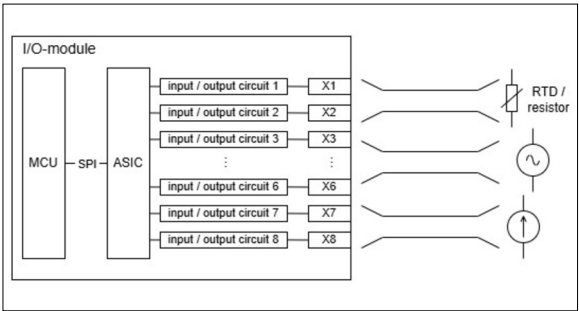 I/O-module
input / output circuit 1 X1
input / output circuit 2 X2
input / output circuit 3 X3
MCU SPI ASIC
input / output circuit 6 X6
input / output circuit 7 X7
input / output circuit 8 X8
RTD /
resistor